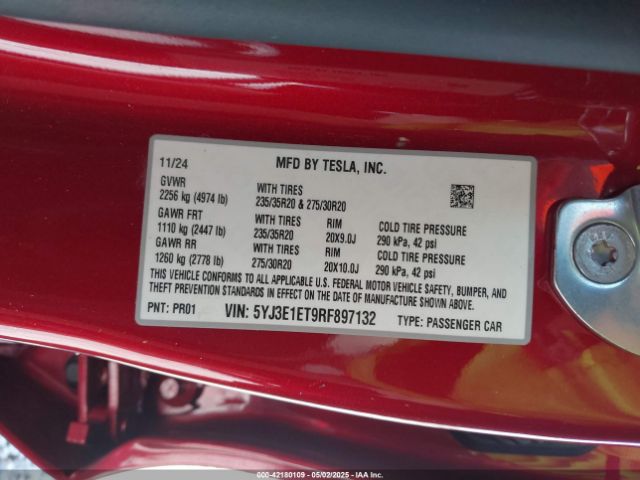 11/24 MFD BY TESLA, INC.
GVWR WITH TIRES
2256 kg (4974 lb) 235/35R20 & 275/30R20
GAWR FRT WITH TIRES RIM COLD TIRE PRESSURE
1110 kg (2447 lb) 235/35R20 20X9.0J 290 kPa, 42 psi
GAWR RR WITH TIRES RIM COLD TIRE PRESSURE
1260 kg (2778 lb) 275/30R20 20X10.0J 290 kPa, 42 psi
THIS VEHICLE CONFORMS TO ALL APPLICABLE U.S. FEDERAL MOTOR VEHICLE SAFETY, BUMPER, AND
THEFT PREVENTION STANDARDS IN EFFECT ON THE DATE OF MANUFACTURE SHOWN ABOVE.
PNT: PR01 VIN: 5YJ3E1ET9RF897132 TYPE: PASSENGER CAR
000-42180109 - 05/02/2025 - IAAI Inc.